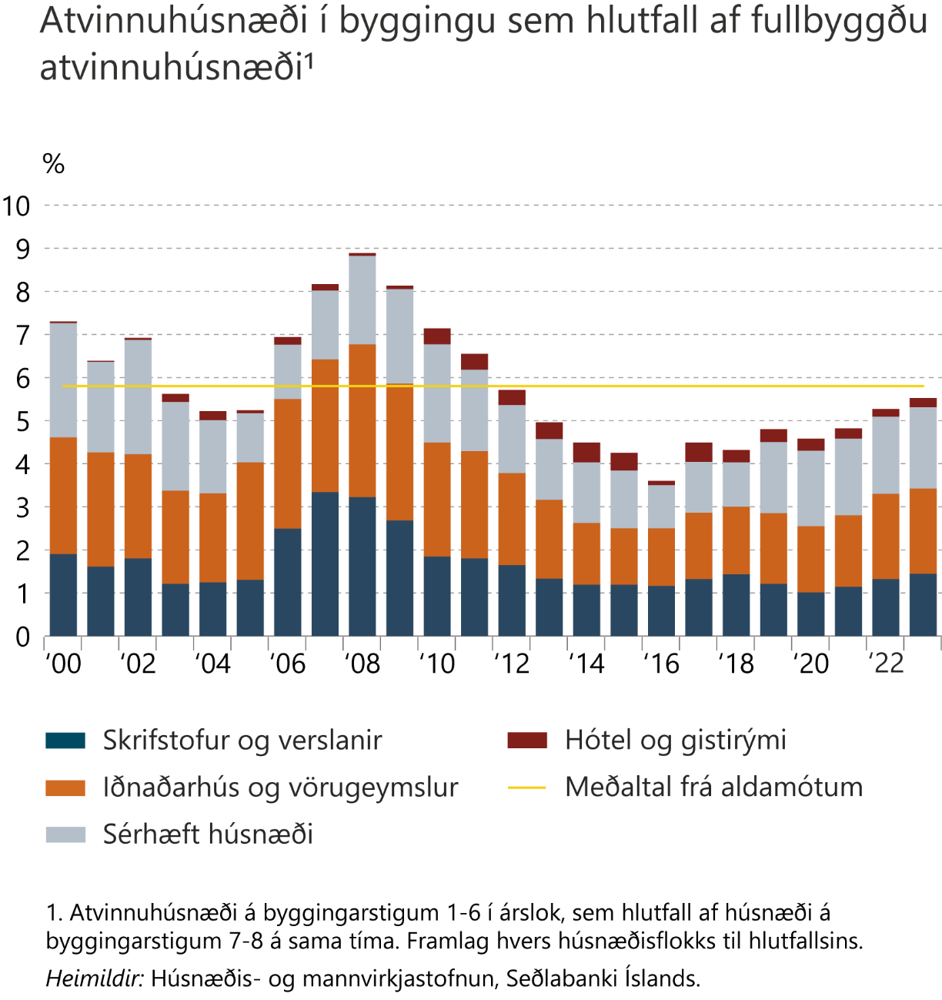 Atvinnuhúsnæði í byggingu sem hlutfall af fullbyggðu
atvinnuhúsnæði¹
%
10
9
8
7
6
5
4
3
2
1
0
‘00 ‘02 ‘04 ‘06 ‘08 ‘10 ‘12 ‘14 ‘16 ‘18 ‘20 ‘22
Skrifstofur og verslanir
Iðnaðarhús og vörugeymslur
Sérhæft húsnæði
Hótel og gistirými
Meðaltal frá aldamótum
1. Atvinnuhúsnæði á byggingarstigum 1-6 í árslok, sem hlutfall af húsnæði á
byggingarstigum 7-8 á sama tíma. Framlag hvers húsnæðisflokks til hlutfallsins.
Heimildir: Húsnæðis- og mannvirkjastofnun, Seðlabanki Íslands.